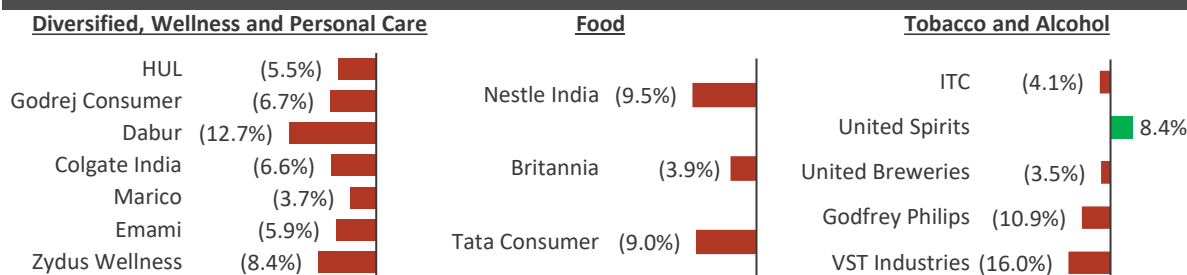 Diversified, Wellness and Personal Care
HUL (5.5%)
Godrej Consumer (6.7%)
Dabur (12.7%)
Colgate India (6.6%)
Marico (3.7%)
Emami (5.9%)
Zydus Wellness (8.4%)
Food
Nestle India (9.5%)
Britannia (3.9%)
Tata Consumer (9.0%)
Tobacco and Alcohol
ITC (4.1%)
United Spirits 8.4%
United Breweries (3.5%)
Godfrey Philips (10.9%)
VST Industries (16.0%)